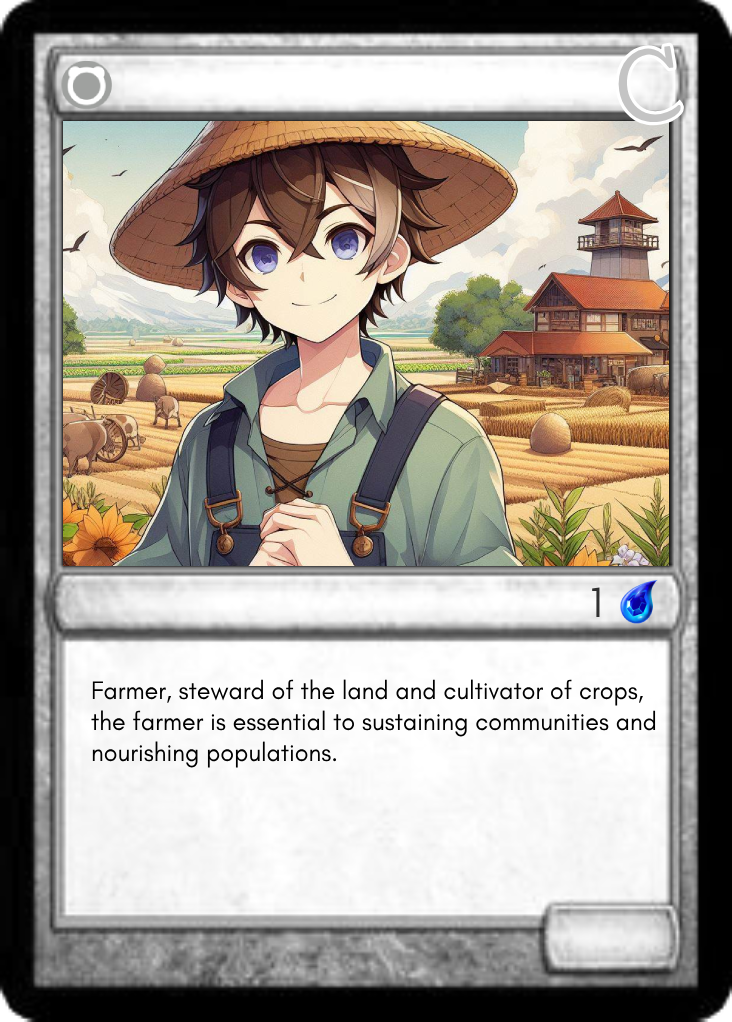 C
1
Farmer, steward of the land and cultivator of crops,
the farmer is essential to sustaining communities and
nourishing populations.